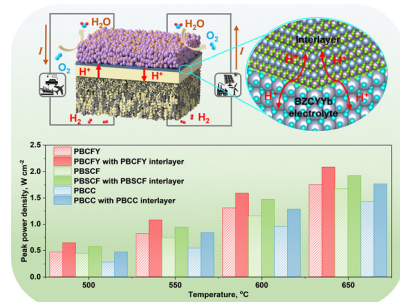 H₂O
H₂O
I
O₂
O₂
I
H⁺
H⁺
H₂
H₂
Interlayer
H⁺
H⁺
BZCYYb
electrolyte
Peak power density, W cm⁻²
2.5
2.0
1.5
1.0
0.5
0.0
PBCFY
PBCFY with PBCFY interlayer
PBSCF
PBSCF with PBSCF interlayer
PBCC
PBCC with PBCC interlayer
500
550
600
650
Temperature, °C